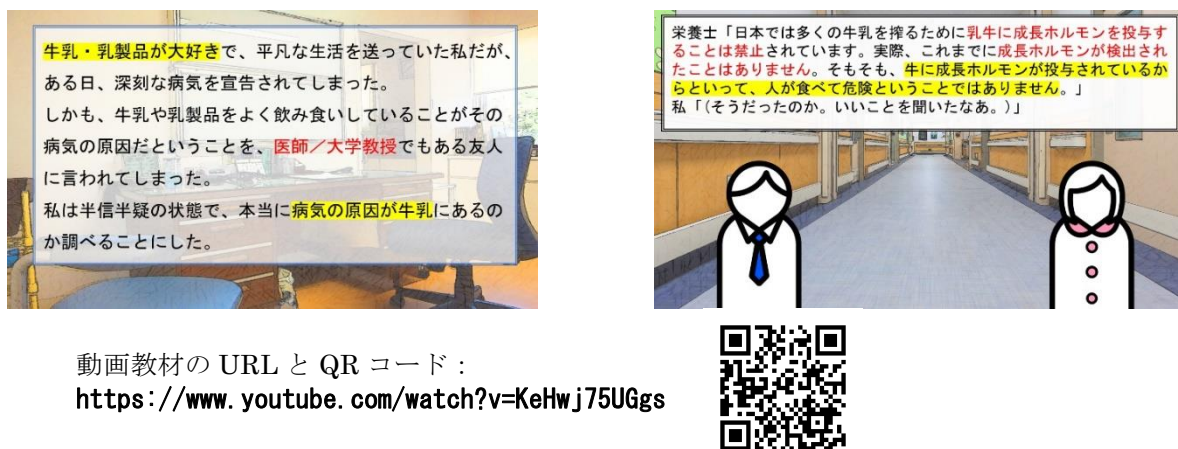 牛乳・乳製品が大好きで、平凡な生活を送っていた私だが、
ある日、深刻な病気を宣告されてしまった。
しかも、牛乳や乳製品をよく飲み食いしていることがその
病気の原因だということを、医師／大学教授でもある友人
に言われてしまった。
私は半信半疑の状態で、本当に病気の原因が牛乳にあるの
か調べることにした。
栄養士「日本では多くの牛乳を搾るために乳牛に成長ホルモンを投与す
ることは禁止されています。実際、これまでに成長ホルモンが検出され
たことはありません。そもそも、牛に成長ホルモンが投与されているか
らといって、人が食べて危険ということではありません。」
私「(そうだったのか。いいことを聞いたなあ。)」
動画教材の URL と QR コード：
https://www.youtube.com/watch?v=KeHwj75UGgs